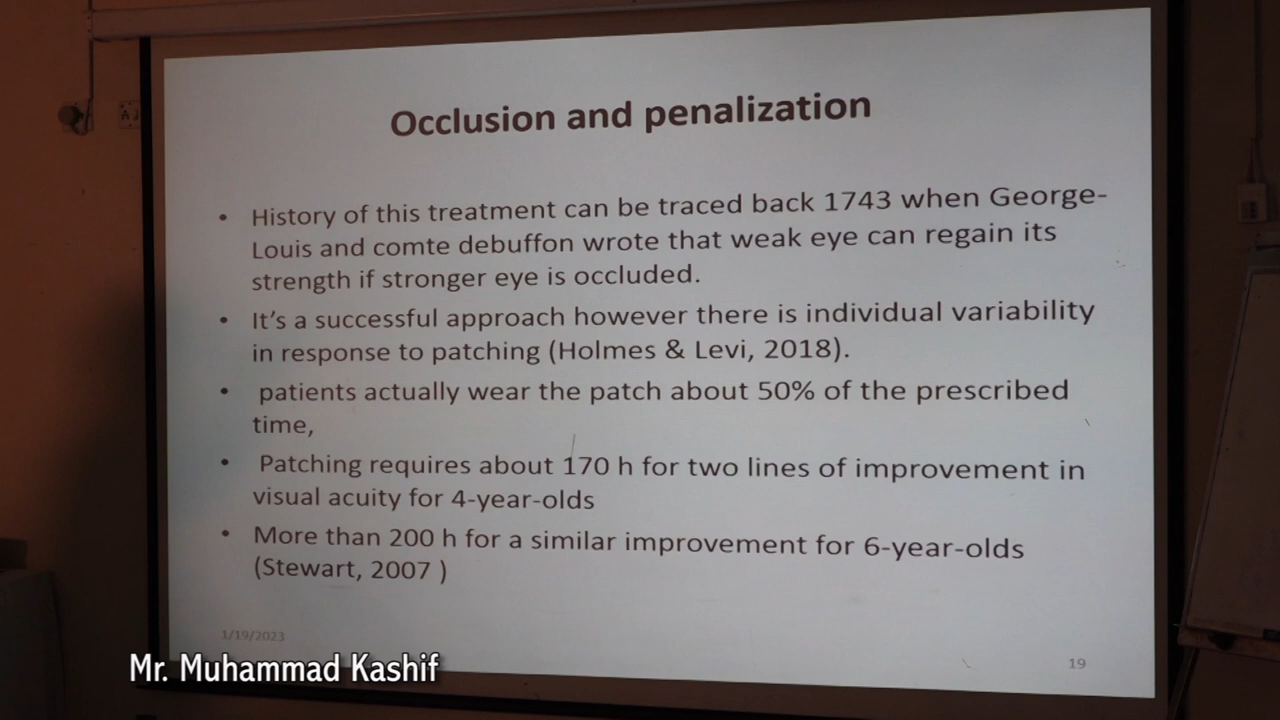 Occlusion and penalization
• History of this treatment can be traced back 1743 when George-
Louis and comte debuffon wrote that weak eye can regain its
strength if stronger eye is occluded.
• It's a successful approach however there is individual variability
in response to patching (Holmes & Levi, 2018).
• patients actually wear the patch about 50% of the prescribed
time,
• Patching requires about 170 h for two lines of improvement in
visual acuity for 4-year-olds
• More than 200 h for a similar improvement for 6-year-olds
(Stewart, 2007 )
1/19/2023
19
Mr. Muhammad Kashif